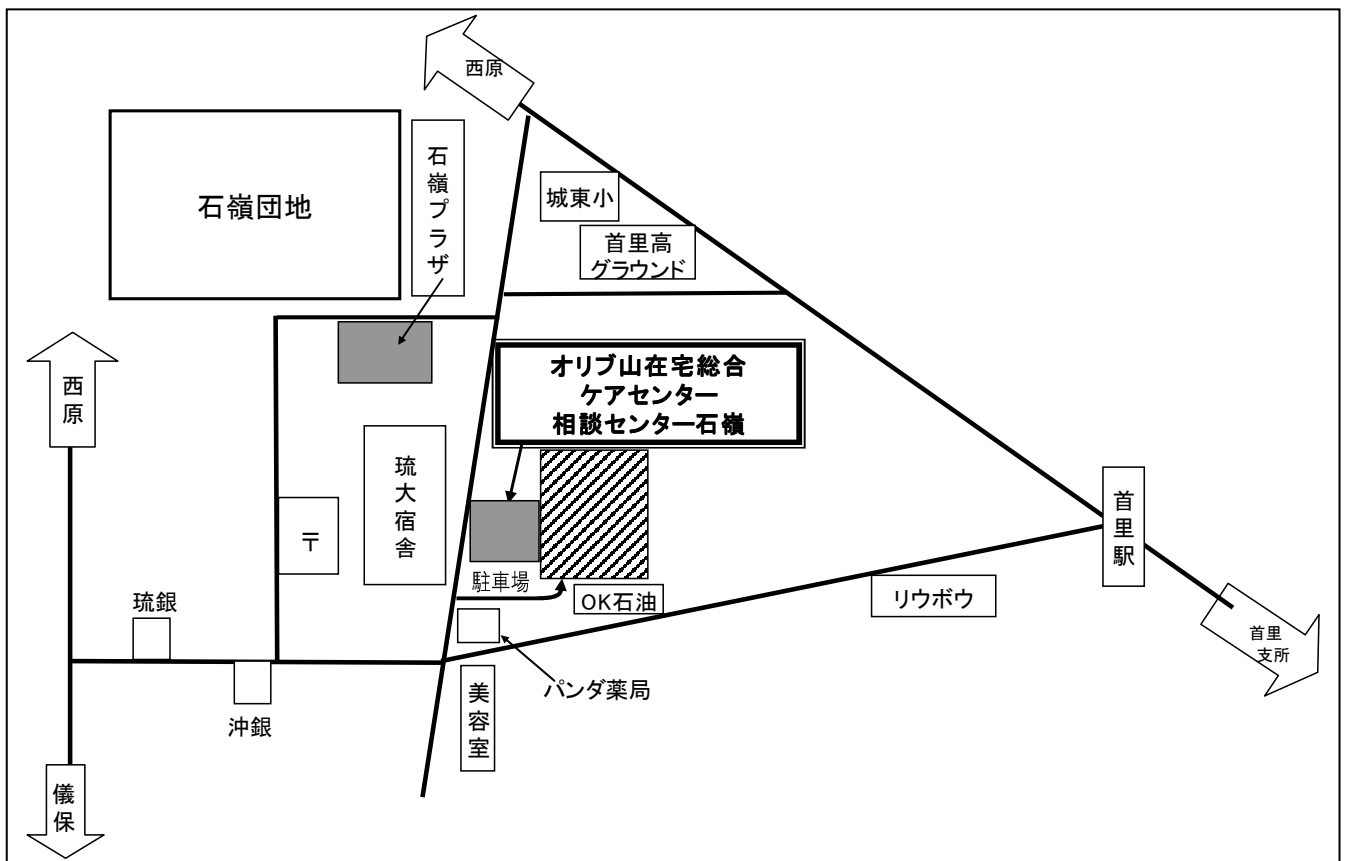 西原
石嶺団地
石嶺プラザ
城東小
首里高
グラウンド
西原
オリブ山在宅総合
ケアセンター
相談センター石嶺
琉大宿舎
〒
首里駅
駐車場
OK石油
リウボウ
琉銀
首里
支所
パンダ薬局
美容室
沖銀
儀保